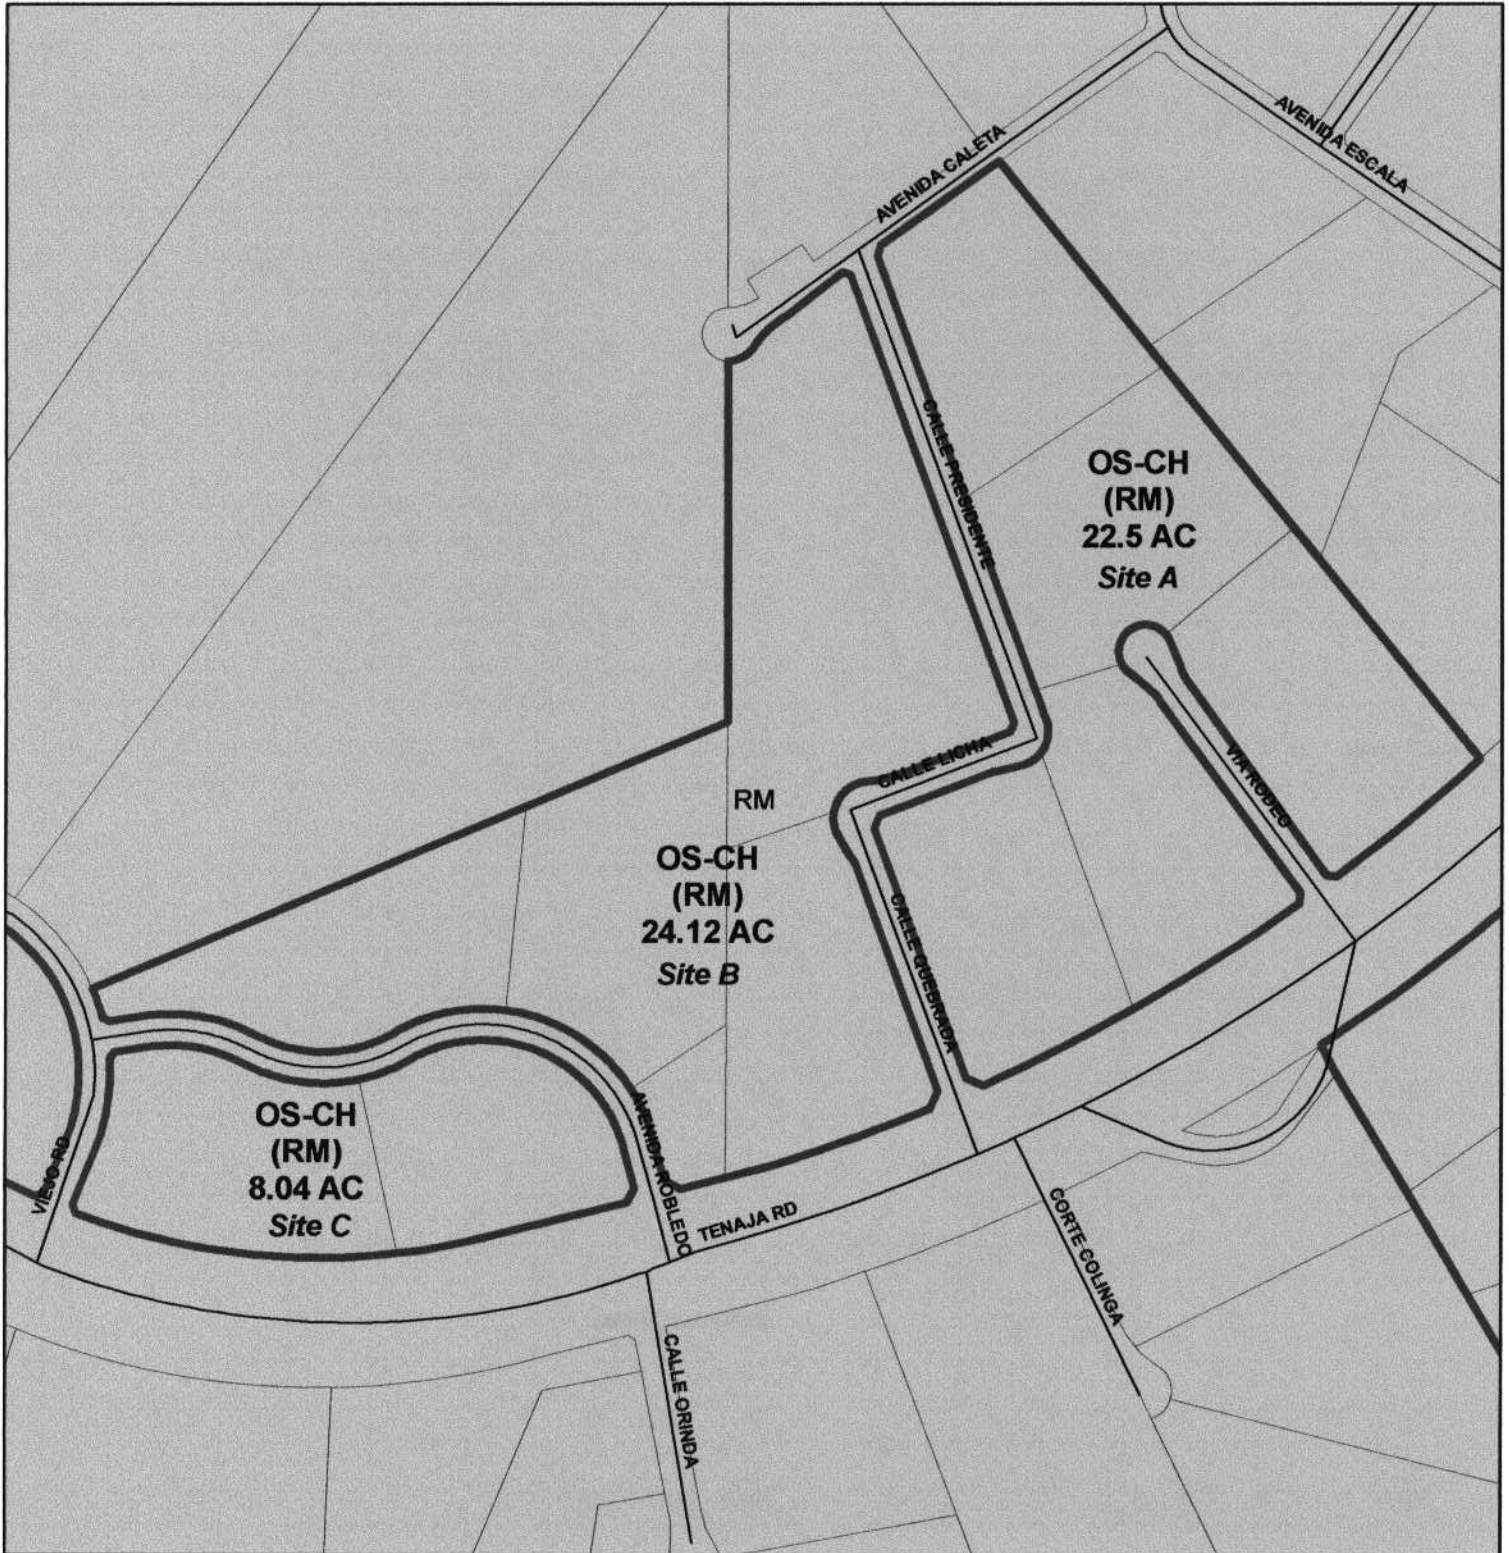 AVENIDA ESCALA
AVENIDA CALETA
CALLE PRESIDENTE
OS-CH
(RM)
22.5 AC
Site A
CALLE LICHA
VIA RODEO
RM
OS-CH
(RM)
24.12 AC
Site B
CALLE QUEBRADA
OS-CH
(RM)
8.04 AC
Site C
VIEJO RD
AVENIDA ROBLEDO
TENAJA RD
CORTE COLINGA
CALLE ORINDA